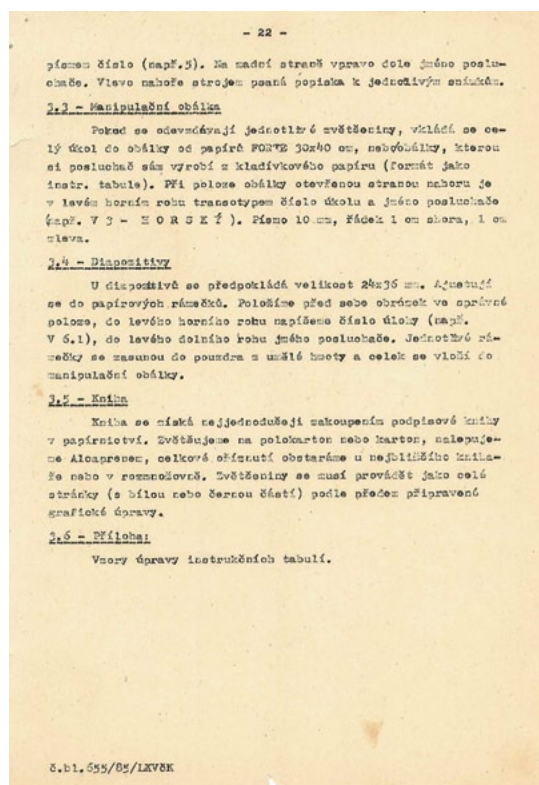 - 22 -
písmem číslo (např.5). Na zadní straně vpravo dole jméno poslu-
chače. Vlevo nahoře strojem psaná popiska k jednotlivým snímkům.
3.3 - Manipulační obálka
Pokud se odevzdávají jednotlivé zvětšeniny, vkládá se ce-
lý úkol do obálky od papírů FORTE 30x40 cm, nebo obálky, kterou
si posluchač sám vyrobí z kladívkového papíru (formát jako
instr. tabule). Při poloze obálky otevřenou stranou nahoru je
v levém horním rohu transotypem číslo úkolu a jméno posluchače
(např. V 3 - H O R S K Ý ). Písmo 10 mm, řádek 1 cm shora, 1 cm
zleva.
3.4 - Diapozitivy
U diapozitivů se předpokládá velikost 24x36 mm. Ajustují
se do papírových rámečků. Položíme před sebe obrázek ve správné
poloze, do levého horního rohu napíšeme číslo úlohy (např.
V 6.1), do levého dolního rohu jméno posluchače. Jednotlivé rá-
mečky se zasunou do pouzdra z umělé hmoty a celek se vloží do
manipulační obálky.
3.5 - Kniha
Kniha se získá nejjednodušeji zakoupením podpisové knihy
v papírnictví. Zvětšujeme na polokarton nebo karton, nalepuje-
me Alcaprenem, celkové oříznutí obstaráme u nejbližšího kniha-
ře nebo v rozmnožovně. Zvětšeniny se musí provádět jako celé
stránky (s bílou nebo černou částí) podle předem připravené
grafické úpravy.
3.6 - Příloha:
Vzory úpravy instrukčních tabulí.
č.bl.655/85/LXVčK